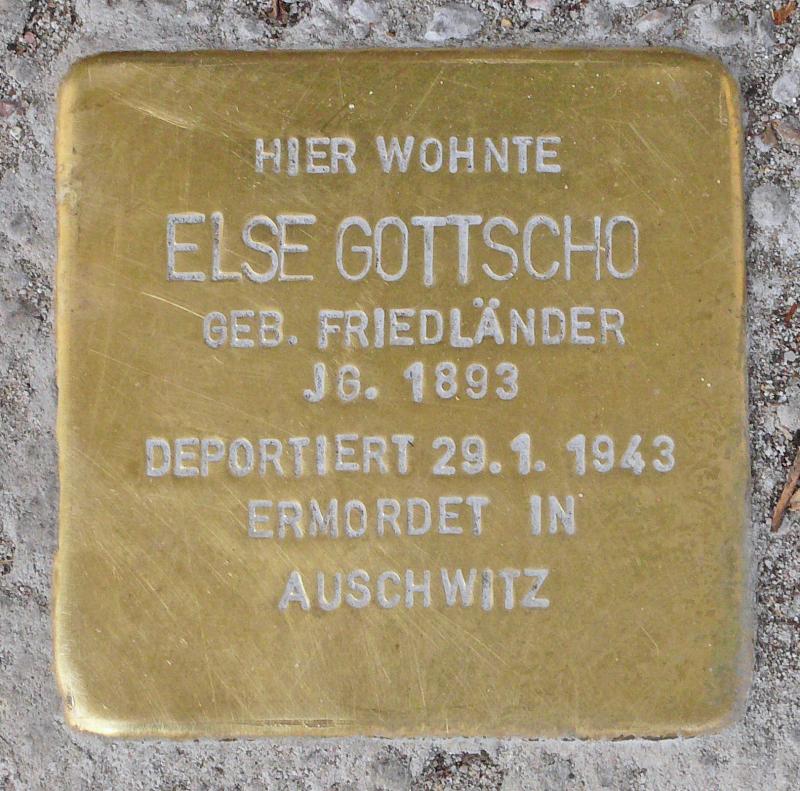 HIER WOHNTE
ELSE GOTTSCHO
GEB. FRIEDLÄNDER
JG. 1893
DEPORTIERT 29.1. 1943
ERMORDET IN
AUSCHWITZ